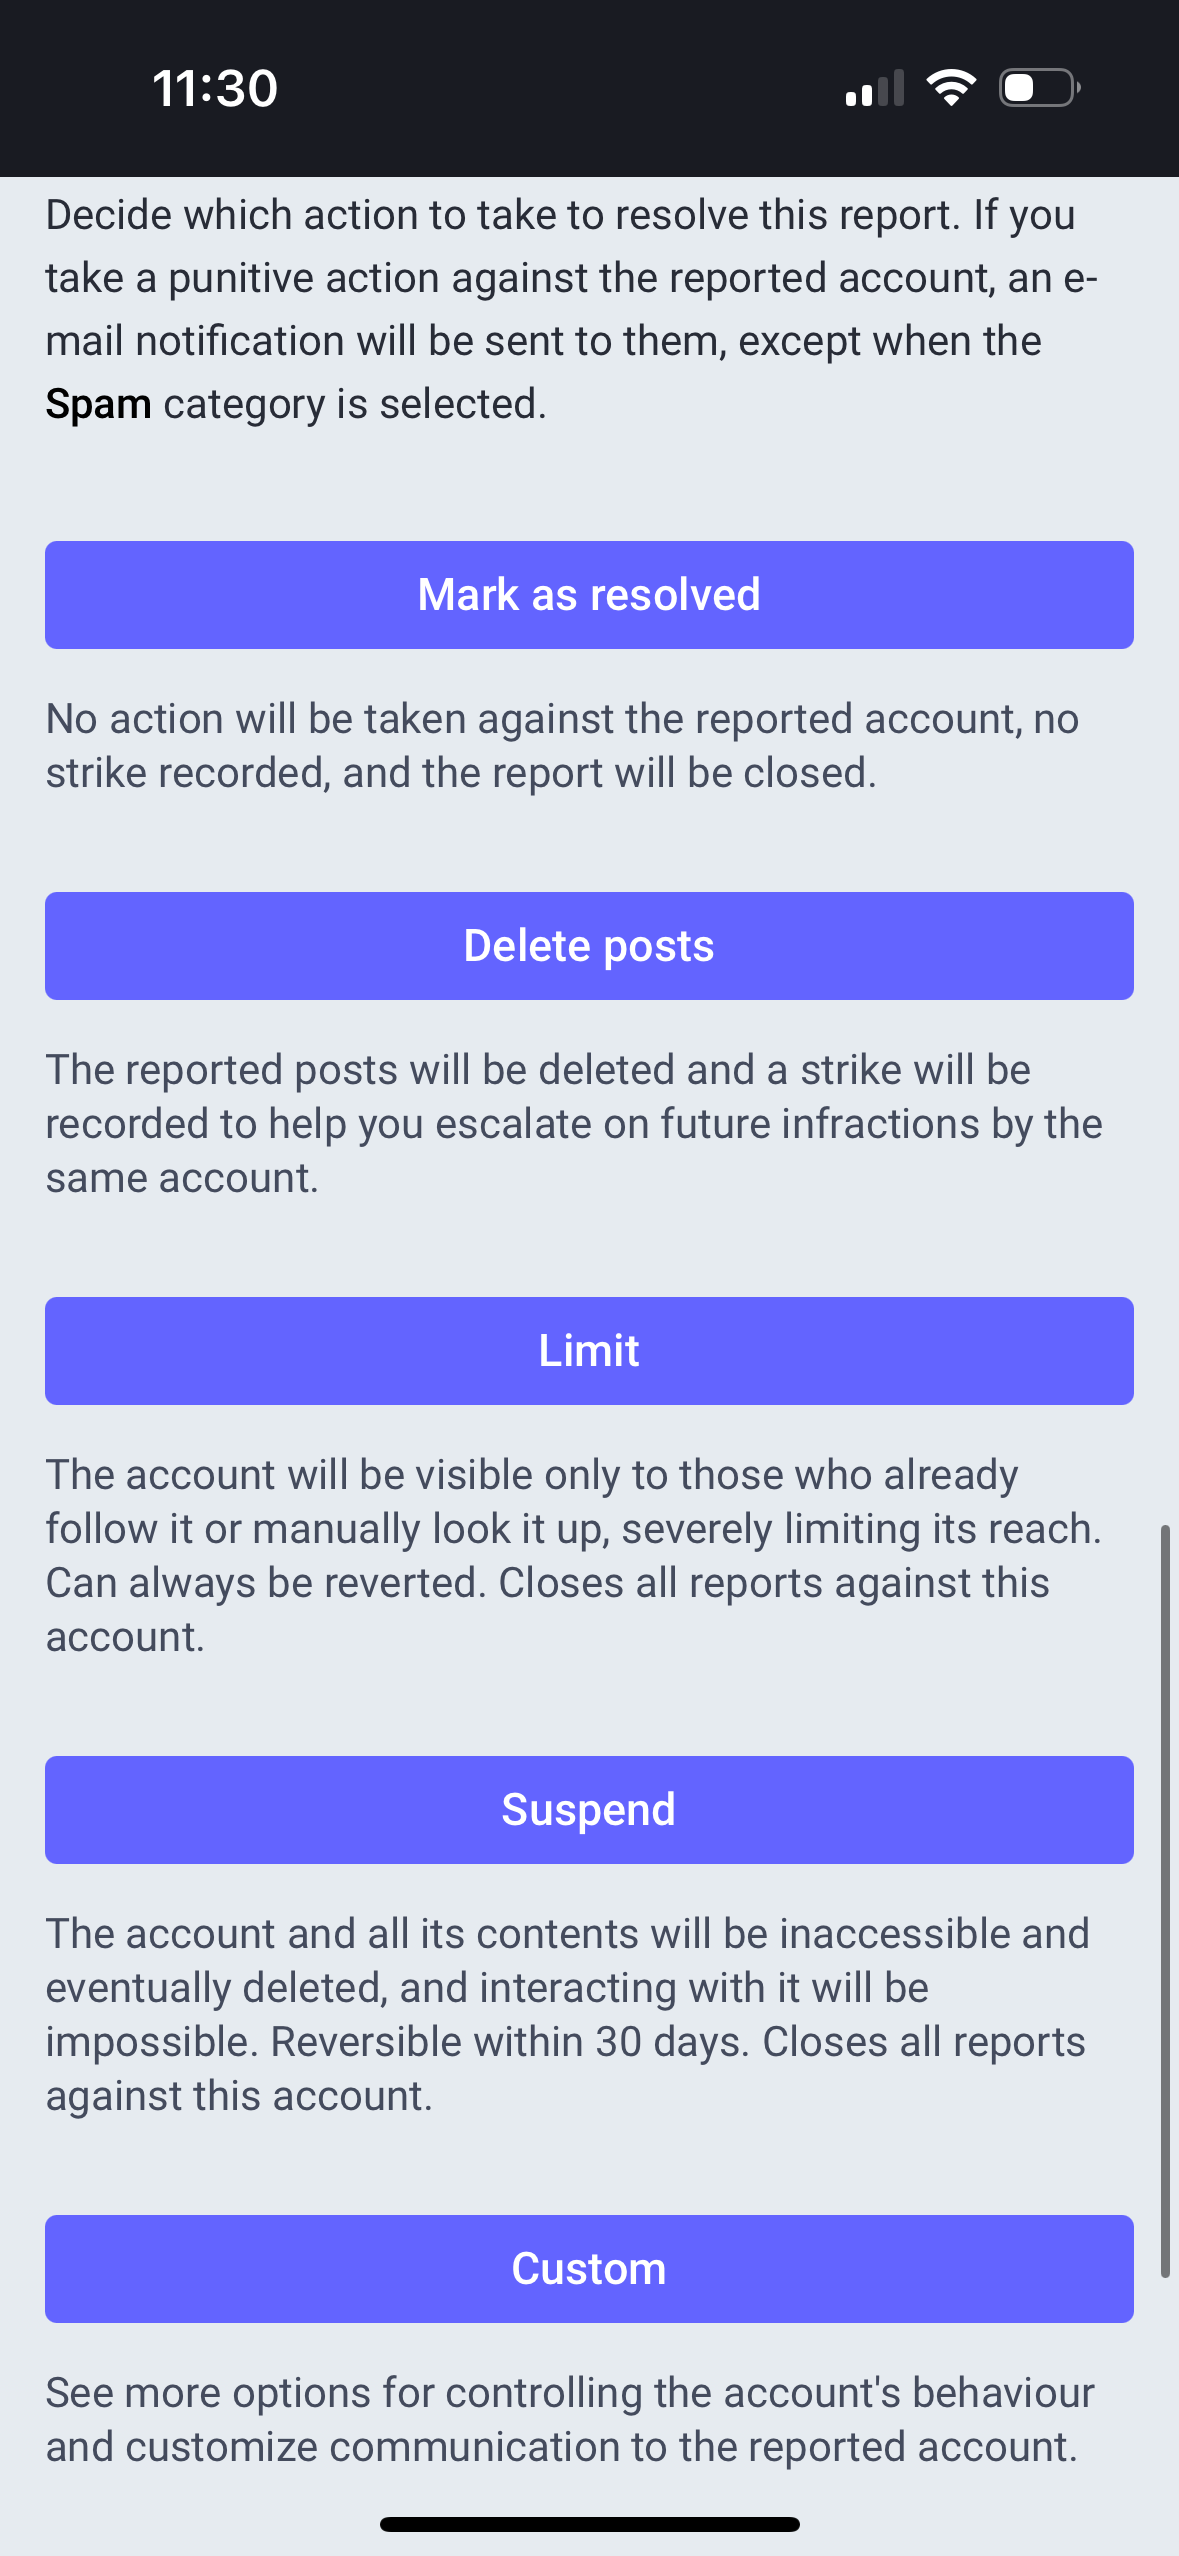 11:30
Decide which action to take to resolve this report. If you
take a punitive action against the reported account, an e-
mail notification will be sent to them, except when the
Spam category is selected.
Mark as resolved
No action will be taken against the reported account, no
strike recorded, and the report will be closed.
Delete posts
The reported posts will be deleted and a strike will be
recorded to help you escalate on future infractions by the
same account.
Limit
The account will be visible only to those who already
follow it or manually look it up, severely limiting its reach.
Can always be reverted. Closes all reports against this
account.
Suspend
The account and all its contents will be inaccessible and
eventually deleted, and interacting with it will be
impossible. Reversible within 30 days. Closes all reports
against this account.
Custom
See more options for controlling the account's behaviour
and customize communication to the reported account.